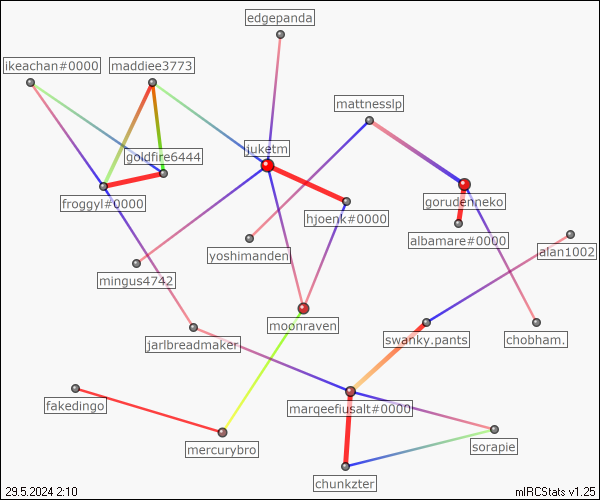 edgepanda
ikeachan#0000
maddiee3773
mattnesslp
juketm
goldfire6444
froggyl#0000
gorudenneko
hjoenk#0000
albamare#0000
alan1002
yoshimanden
mingus4742
moonraven
jarlbreadmaker
swanky.pants
chobham.
fakedingo
marqeefiusalt#0000
mercurybro
sorapie
chunkzter
29.5.2024 2:10
mIRCStats v1.25